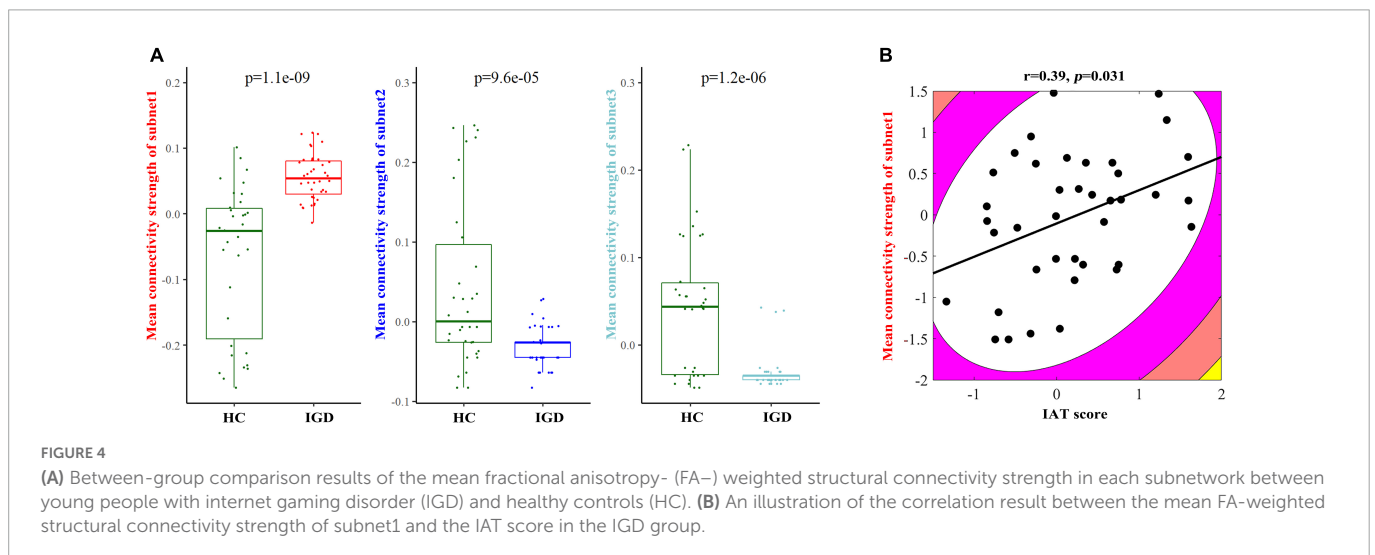 A
B
p=1.1e-09
p=9.6e-05
p=1.2e-06
r=0.39, p=0.031
Mean connectivity strength of subnet1
0.2
0.1
0.0
-0.1
-0.2
HC
IGD
Mean connectivity strength of subnet2
0.3
0.2
0.1
0.0
-0.1
HC
IGD
Mean connectivity strength of subnet3
0.3
0.2
0.1
0.0
HC
IGD
Mean connectivity strength of subnet1
1.5
1
0.5
0
-0.5
-1
-1.5
-2
-1
0
1
2
IAT score
FIGURE 4
(A) Between-group comparison results of the mean fractional anisotropy- (FA–) weighted structural connectivity strength in each subnetwork between
young people with internet gaming disorder (IGD) and healthy controls (HC). (B) An illustration of the correlation result between the mean FA-weighted
structural connectivity strength of subnet1 and the IAT score in the IGD group.